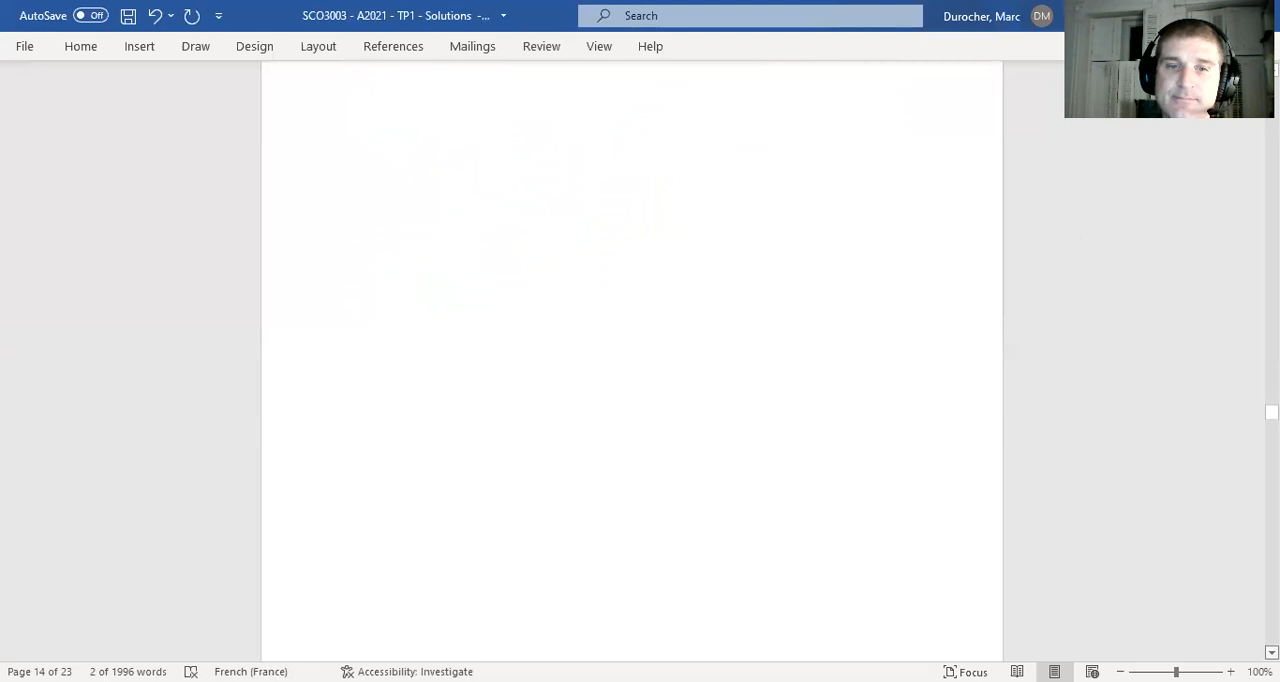 AutoSave Off SCO3003 - A2021 - TP1 - Solutions -... Search Durocher, Marc DM
File Home Insert Draw Design Layout References Mailings Review View Help
Page 14 of 23 2 of 1996 words French (France) Accessibility: Investigate Focus 100%